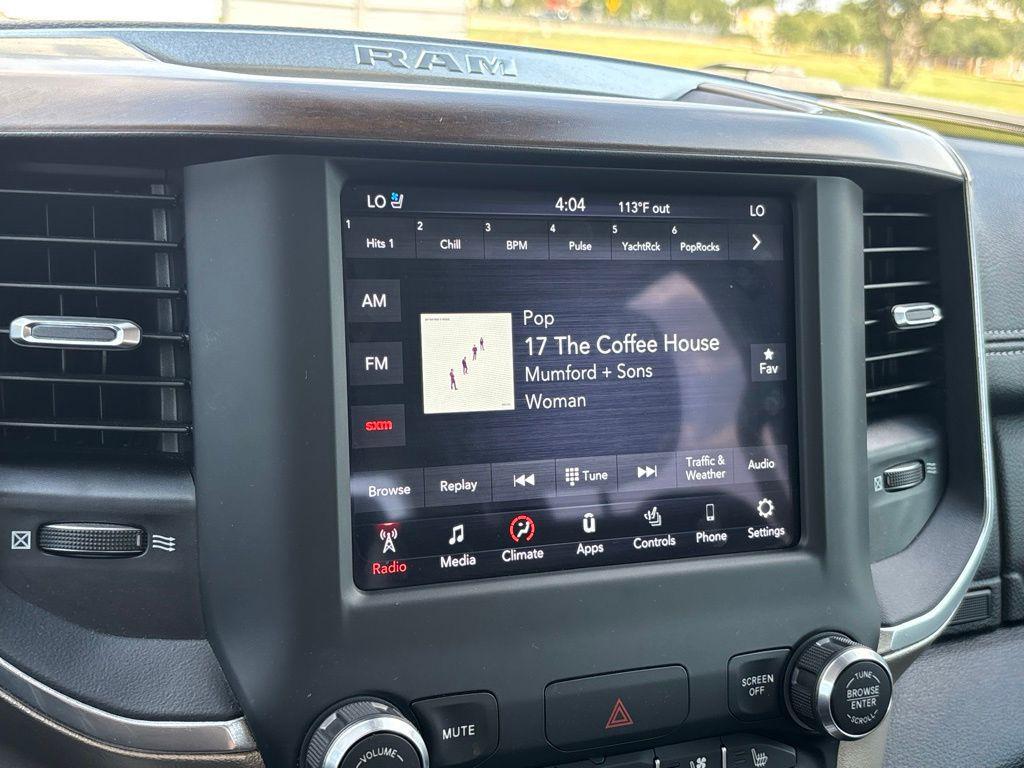 RAM
LO 4:04 113°F out LO
1 Hits 1
2 Chill
3 BPM
4 Pulse
5 YachtRck
6 PopRocks
AM
FM
sxm
Pop
17 The Coffee House
Mumford + Sons
Woman
Fav
Browse
Replay
Tune
Traffic & Weather
Audio
Radio
Media
Climate
Apps
Controls
Phone
Settings
VOLUME
MUTE
SCREEN
OFF
TUNE
BROWSE
ENTER
SCROLL